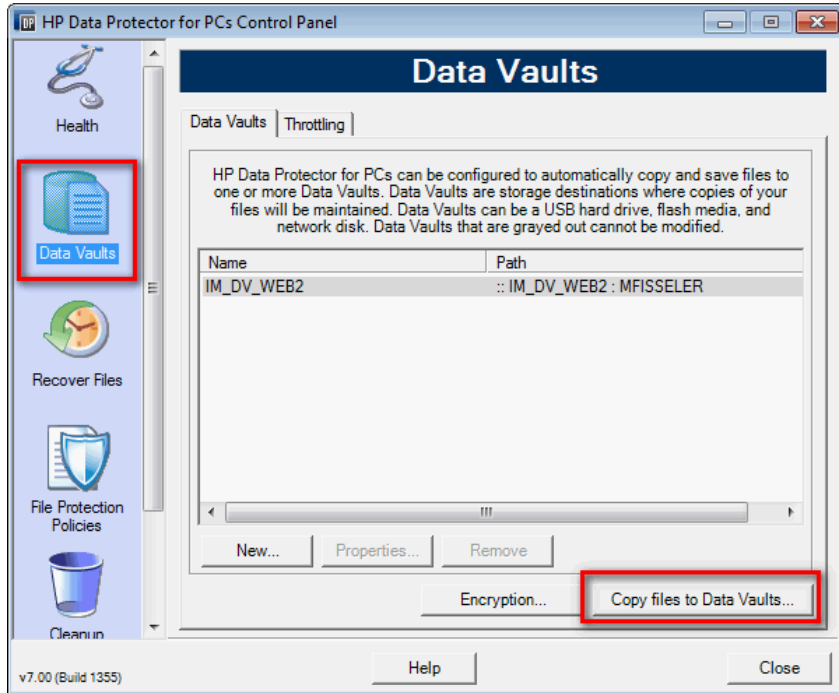 DP HP Data Protector for PCs Control Panel
Health
Data Vaults
Recover Files
File Protection
Policies
Cleanup
Data Vaults
Data Vaults
Throttling
HP Data Protector for PCs can be configured to automatically copy and save files to
one or more Data Vaults. Data Vaults are storage destinations where copies of your
files will be maintained. Data Vaults can be a USB hard drive, flash media, and
network disk. Data Vaults that are grayed out cannot be modified.
Name Path
IM_DV_WEB2 :: IM_DV_WEB2 : MFISSELER
New... Properties... Remove
Encryption... Copy files to Data Vaults...
v7.00 (Build 1355) Help Close